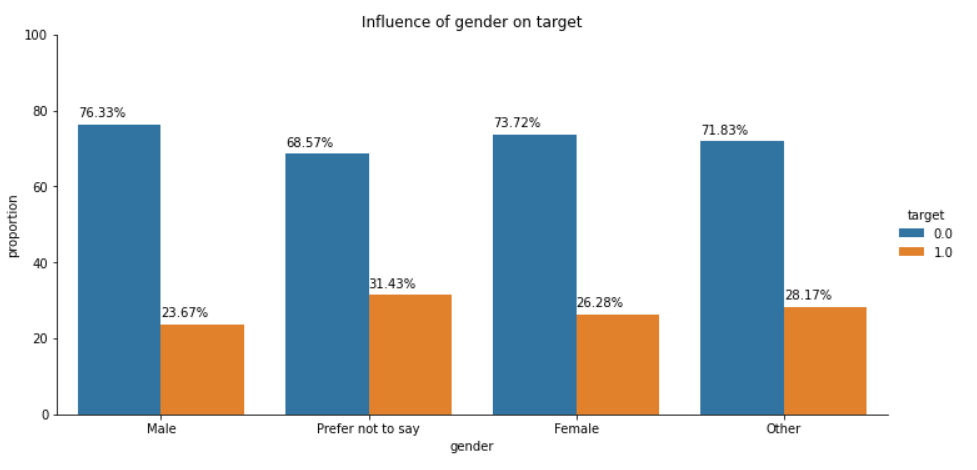 Influence of gender on target
100
80
60
40
20
0
proportion
76.33%
23.67%
68.57%
31.43%
73.72%
26.28%
71.83%
28.17%
Male
Prefer not to say
Female
Other
gender
target
0.0
1.0